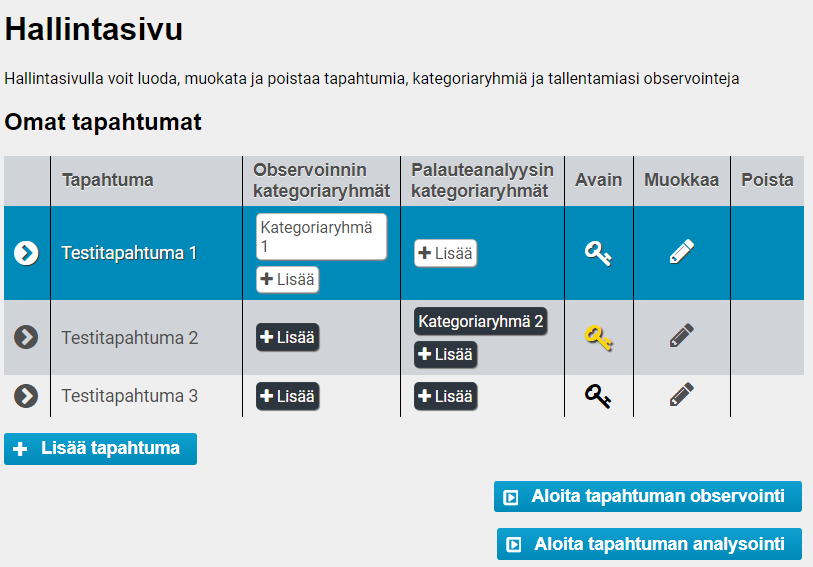 Hallintasivu
Hallintasivulla voit luoda, muokata ja poistaa tapahtumia, kategoriaryhmiä ja tallentamiasi observointeja
Omat tapahtumat
Tapahtuma
Observoinnin
kategoriaryhmät
Palauteanalyysin
kategoriaryhmät
Avain
Muokkaa
Poista
Testitapahtuma 1
Kategoriaryhmä
1
Lisää
Lisää
Testitapahtuma 2
Lisää
Kategoriaryhmä 2
Lisää
Testitapahtuma 3
Lisää
Lisää
Lisää tapahtuma
Aloita tapahtuman observointi
Aloita tapahtuman analysointi